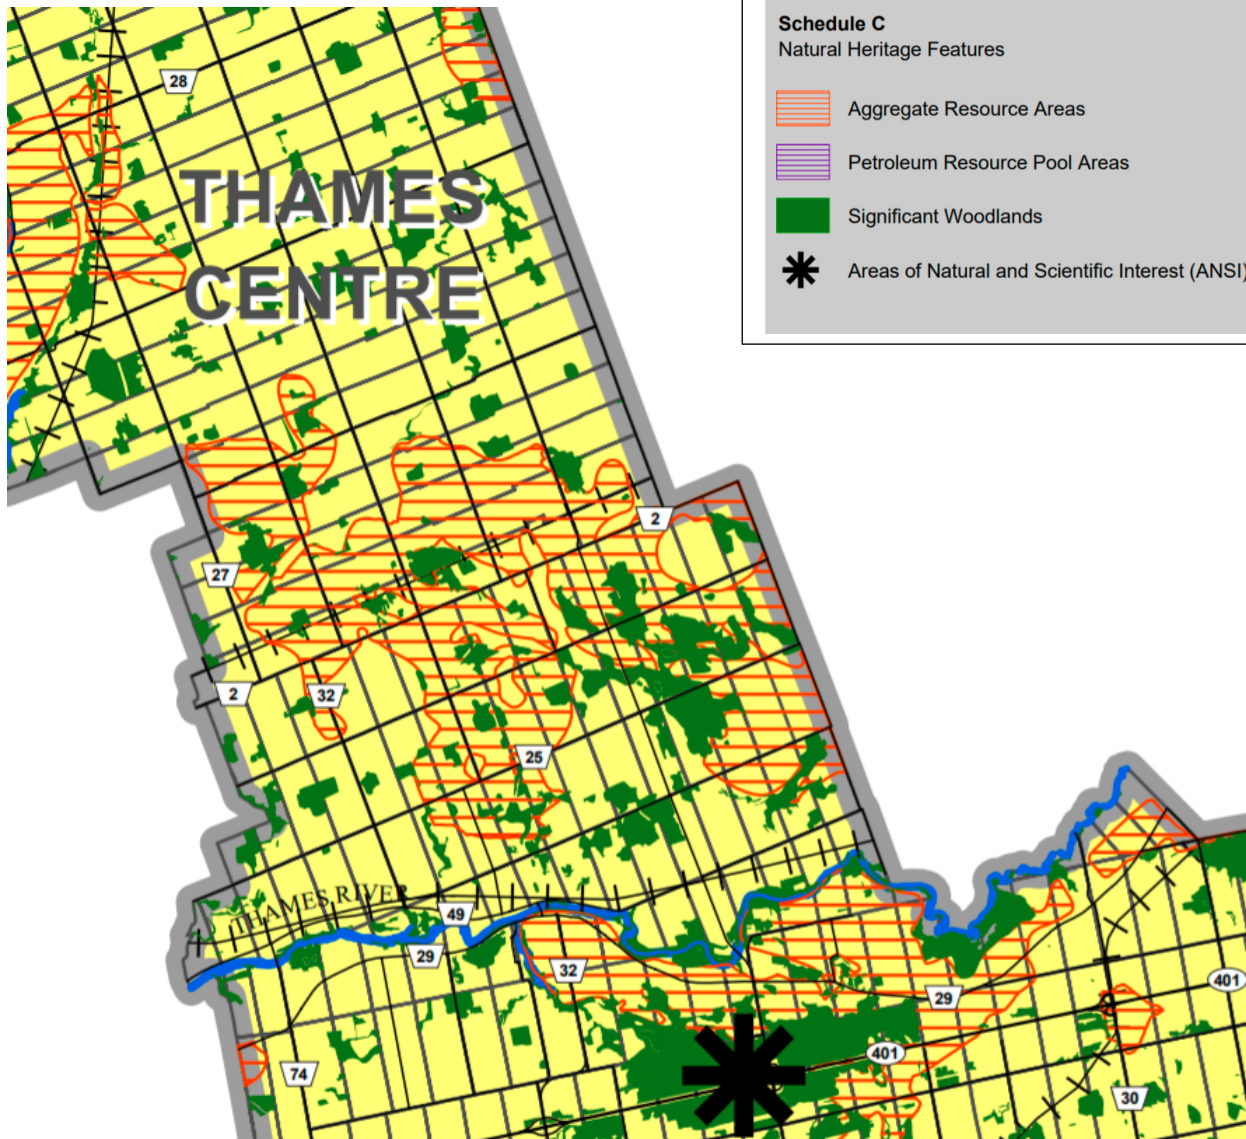 Schedule C
Natural Heritage Features
Aggregate Resource Areas
Petroleum Resource Pool Areas
Significant Woodlands
Areas of Natural and Scientific Interest (ANSI)
28
THAMES
CENTRE
2
27
2
32
25
THAMES RIVER
49
29
32
29
401
401
74
30